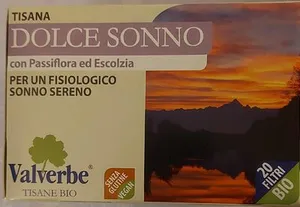 TISANA
DOLCE SONNO
con Passiflora ed Escolzia
PER UN FISIOLOGICO
SONNO SERENO
Valverbe®
TISANE BIO
SENZA
GLUTINE
VEGAN
20
FILTRI
BIO